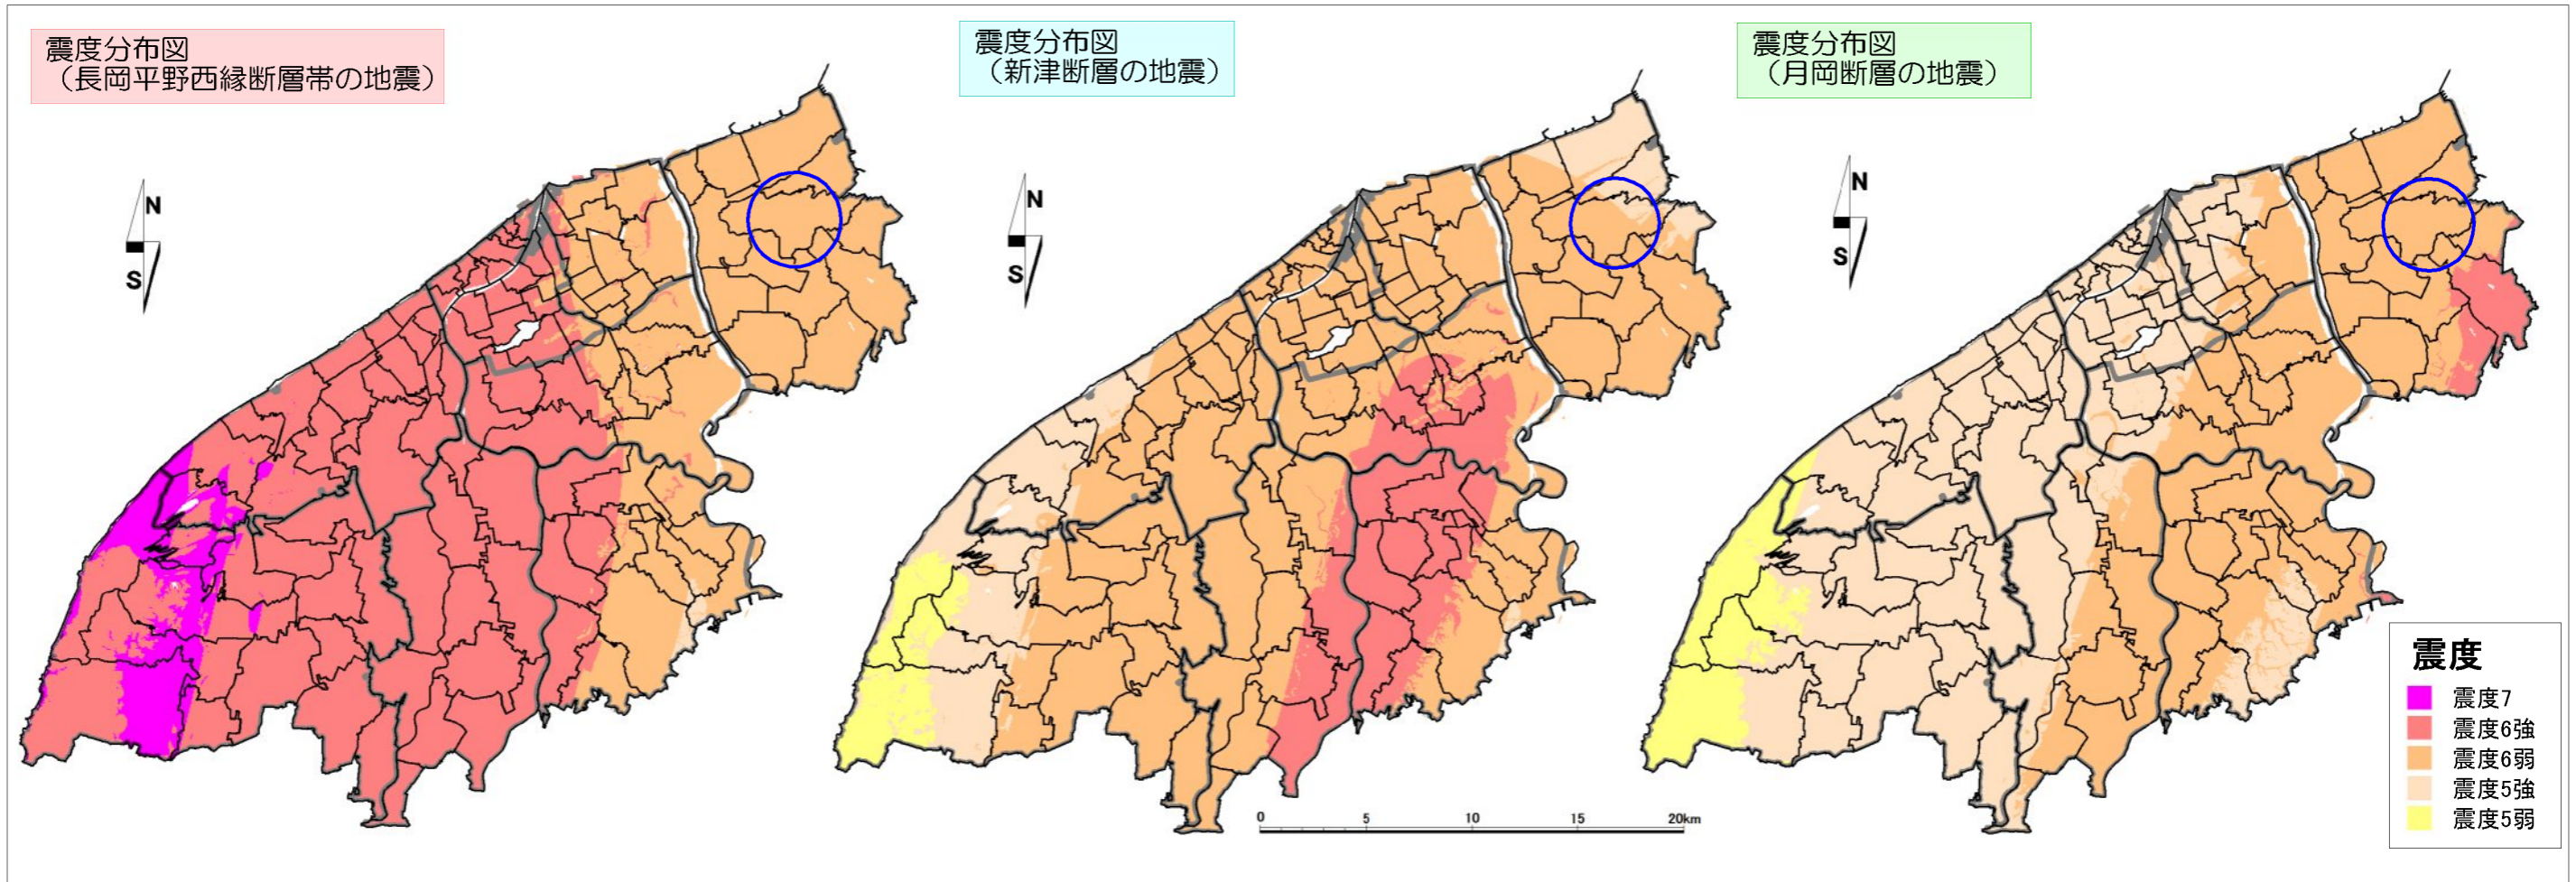 震度分布図
（長岡平野西縁断層帯の地震）
震度分布図
（新津断層の地震）
震度分布図
（月岡断層の地震）
N
S
N
S
N
S
0 5 10 15 20km
震度
震度7
震度6強
震度6弱
震度5強
震度5弱